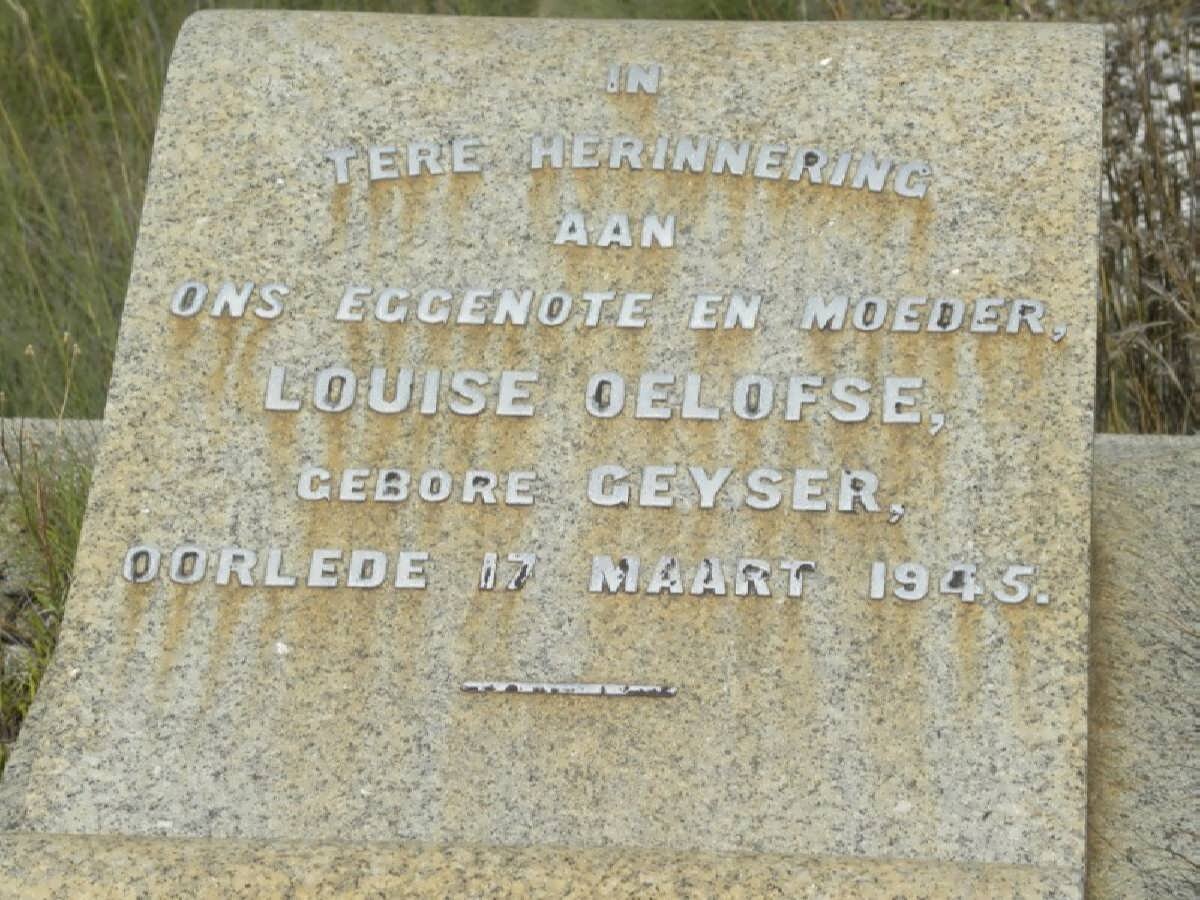 IN
TERE HERINNERING
AAN
ONS EGGENOTE EN MOEDER,
LOUISE OELOFSE,
GEBORE GEYSER,
OORLEDE 17 MAART 1945.